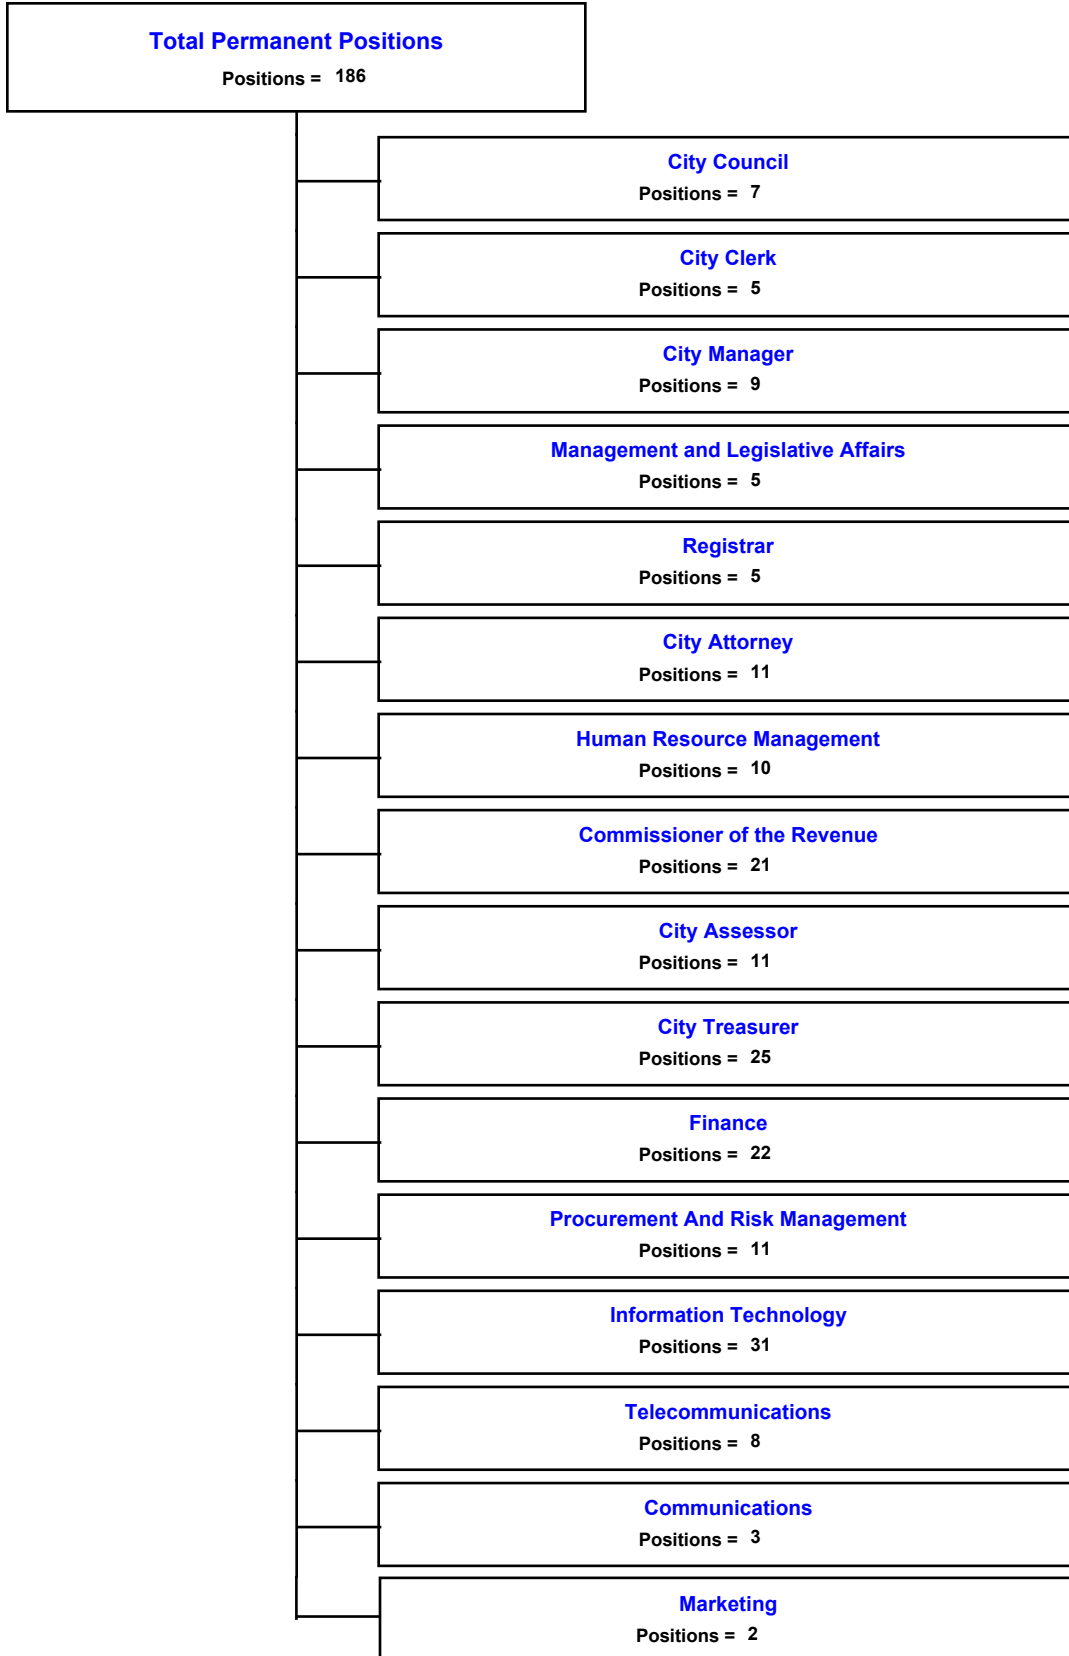 Total Permanent Positions
Positions = 186
City Council
Positions = 7
City Clerk
Positions = 5
City Manager
Positions = 9
Management and Legislative Affairs
Positions = 5
Registrar
Positions = 5
City Attorney
Positions = 11
Human Resource Management
Positions = 10
Commissioner of the Revenue
Positions = 21
City Assessor
Positions = 11
City Treasurer
Positions = 25
Finance
Positions = 22
Procurement And Risk Management
Positions = 11
Information Technology
Positions = 31
Telecommunications
Positions = 8
Communications
Positions = 3
Marketing
Positions = 2